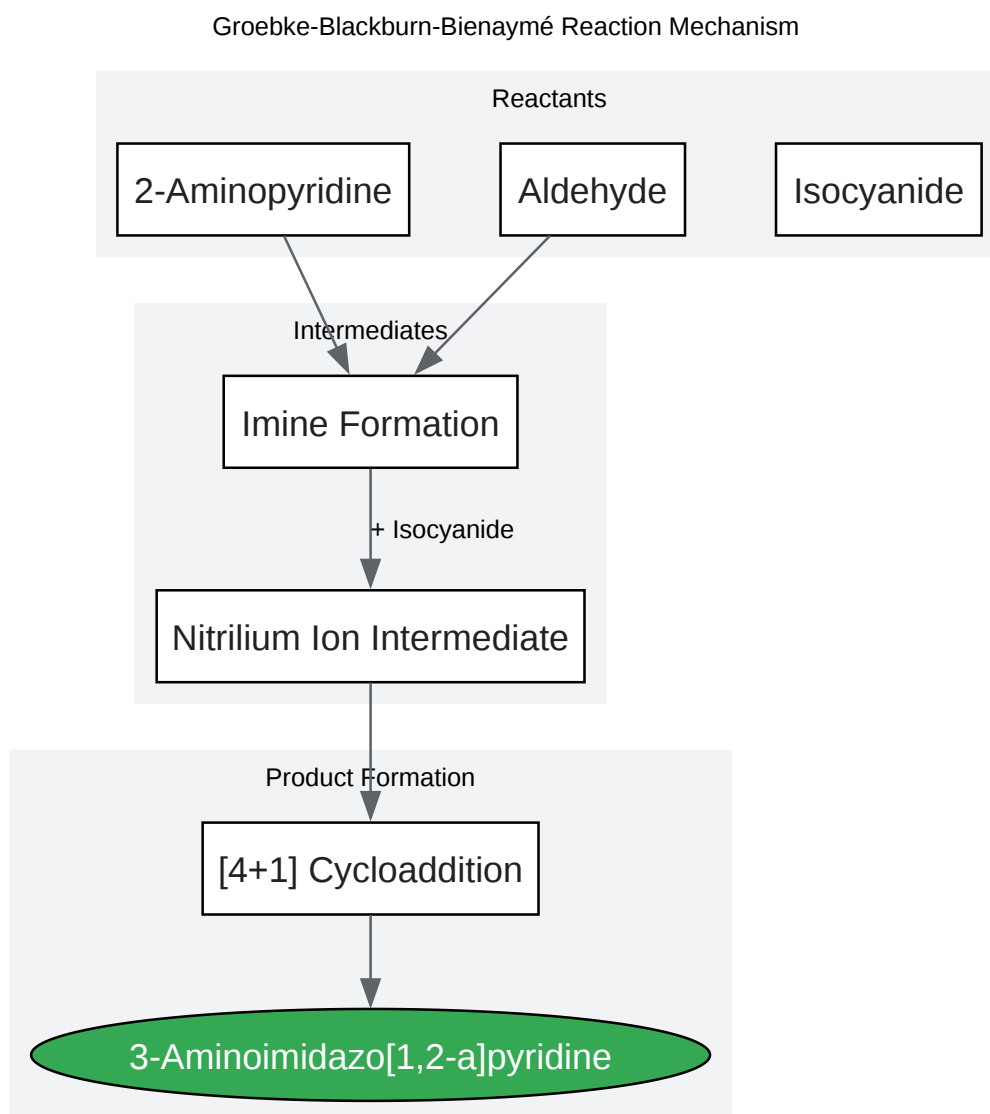 Groebke-Blackburn-Bienaymé Reaction Mechanism
Reactants
2-Aminopyridine
Aldehyde
Isocyanide
Intermediates
Imine Formation
+ Isocyanide
Nitrilium Ion Intermediate
Product Formation
[4+1] Cycloaddition
3-Aminoimidazo[1,2-a]pyridine